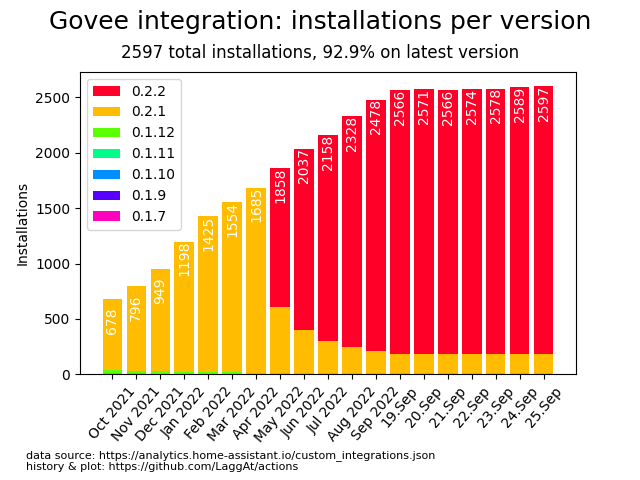 Govee integration: installations per version
2597 total installations, 92.9% on latest version
Installations
2500
2000
1500
1000
500
0
0.2.2
0.2.1
0.1.12
0.1.11
0.1.10
0.1.9
0.1.7
678
796
949
1198
1425
1554
1685
1858
2037
2158
2328
2478
2566
2571
2566
2574
2578
2589
2597
Oct 2021
Nov 2021
Dec 2021
Jan 2022
Feb 2022
Mar 2022
Apr 2022
May 2022
Jun 2022
Jul 2022
Aug 2022
Sep 2022
19.Sep
20.Sep
21.Sep
22.Sep
23.Sep
24.Sep
25.Sep
data source: https://analytics.home-assistant.io/custom_integrations.json
history & plot: https://github.com/LaggAt/actions